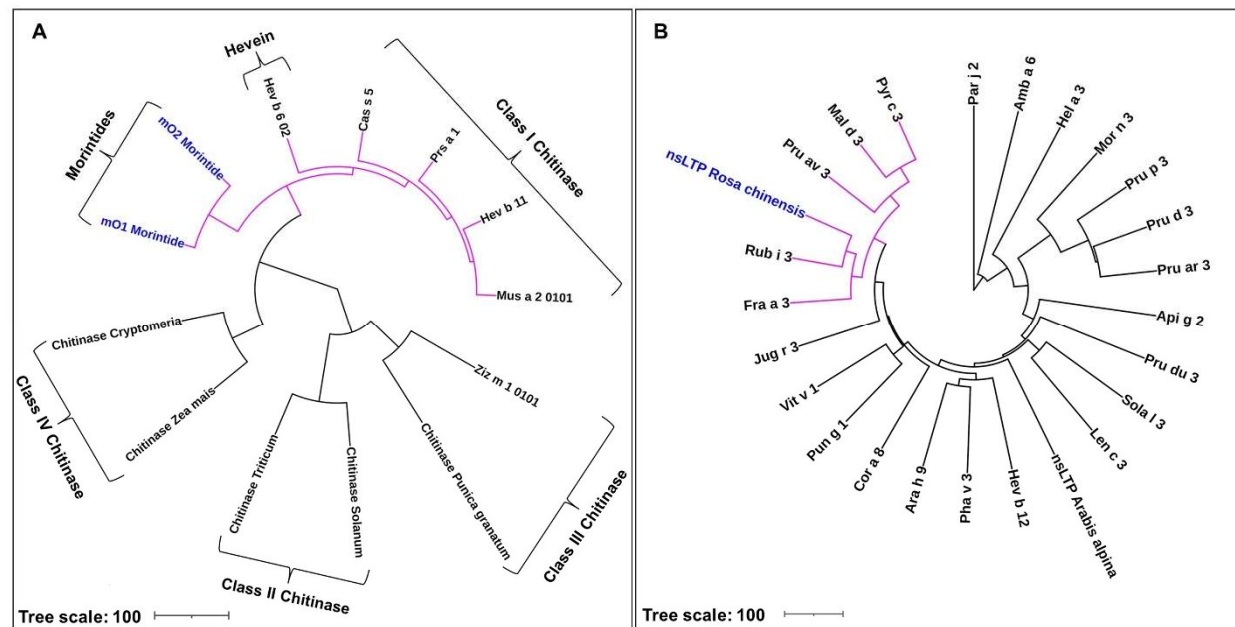 A
Hevein
Hev b 6 02
Cas s 5
Prs a 1
Hev b 11
Mus a 2 0101
Class I Chitinase
Morintides
mO2 Morintide
mO1 Morintide
Chitinase Cryptomeria
Chitinase Zea mais
Class IV Chitinase
Chitinase Triticum
Chitinase Solanum
Class II Chitinase
Ziz m 1 0101
Chitinase Punica granatum
Class III Chitinase
Tree scale: 100
B
Par j 2
Amb a 6
Hel a 3
Mor n 3
Pru p 3
Pru d 3
Pru ar 3
Api g 2
Pru du 3
Sola l 3
Len c 3
nsLTP Arabis alpina
Hev b 12
Pha v 3
Ara h 9
Cor a 8
Pun g 1
Vit v 1
Jug r 3
Fra a 3
Rub i 3
nsLTP Rosa chinensis
Pru av 3
Mal d 3
Pyr c 3
Tree scale: 100